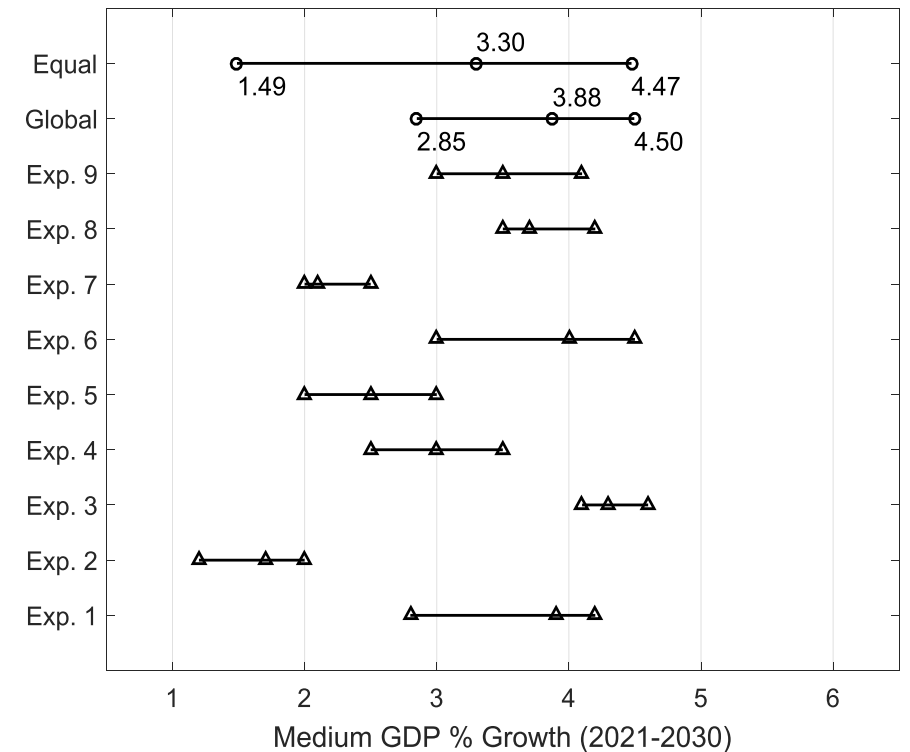 3.30
Equal
1.49
4.47
3.88
Global
2.85
4.50
Exp. 9
Exp. 8
Exp. 7
Exp. 6
Exp. 5
Exp. 4
Exp. 3
Exp. 2
Exp. 1
1 2 3 4 5 6
Medium GDP % Growth (2021-2030)